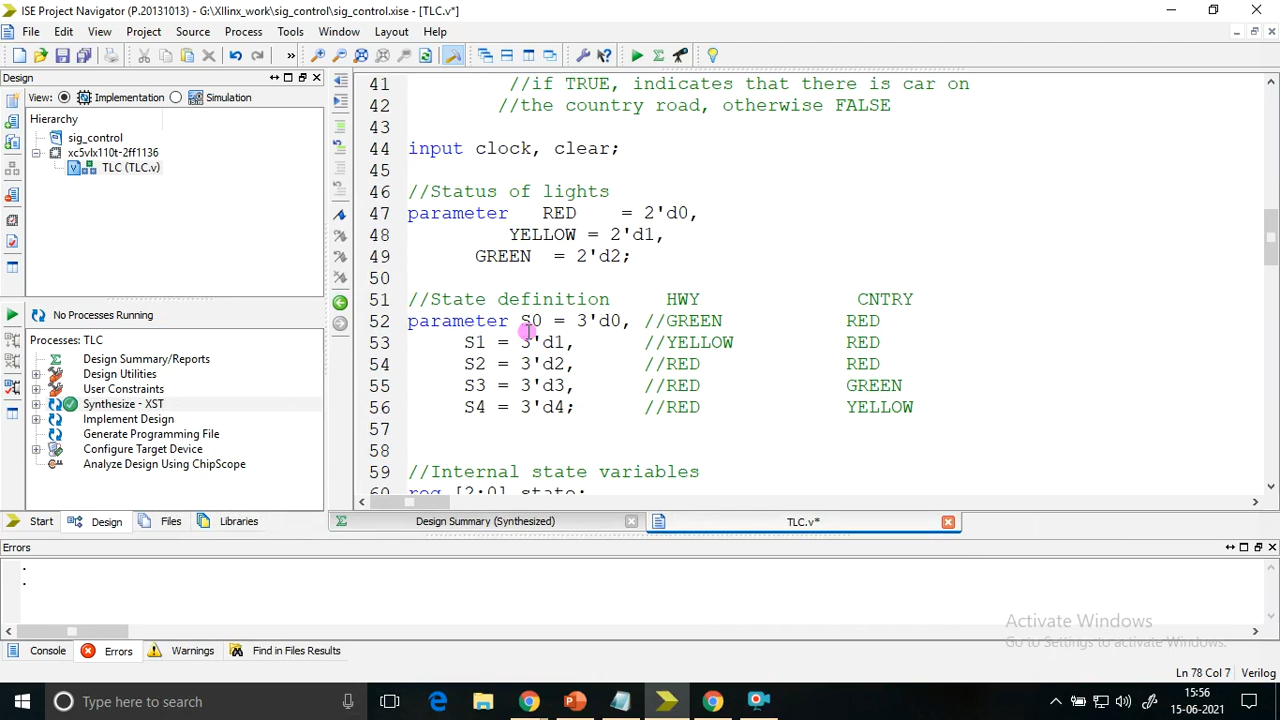 ISE Project Navigator (P.20131013) - G:\XIlinx_work\sig_control\sig_control.xise - [TLC.v*]
File Edit View Project Source Process Tools Window Layout Help
Design
View: Implementation Simulation
Hierarchy
sig_control
xc5vlx110t-2ff1136
TLC (TLC.v)
No Processes Running
Processes: TLC
Design Summary/Reports
Design Utilities
User Constraints
Synthesize - XST
Implement Design
Generate Programming File
Configure Target Device
Analyze Design Using ChipScope
Start Design Files Libraries
41 //if TRUE, indicates that there is car on
42 //the country road, otherwise FALSE
43
44 input clock, clear;
45
46 //Status of lights
47 parameter RED = 2'd0,
48 YELLOW = 2'd1,
49 GREEN = 2'd2;
50
51 //State definition HWY CNTRY
52 parameter S0 = 3'd0, //GREEN RED
53 S1 = 3'd1, //YELLOW RED
54 S2 = 3'd2, //RED RED
55 S3 = 3'd3, //RED GREEN
56 S4 = 3'd4; //RED YELLOW
57
58
59 //Internal state variables
60 reg [2:0] state;
Design Summary (Synthesized) TLC.v*
Errors
Console Errors Warnings Find in Files Results
Activate Windows
Go to Settings to activate Windows.
Ln 78 Col 7 Verilog
Type here to search
15:56
15-06-2021